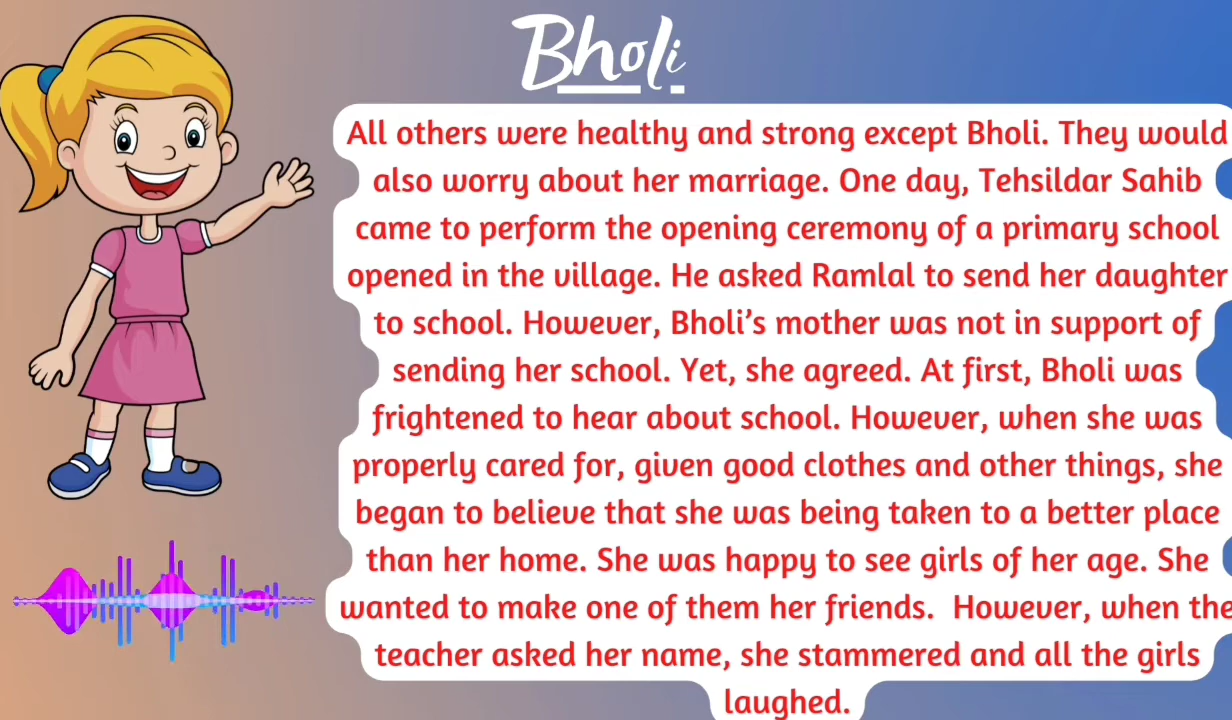 Bholi
All others were healthy and strong except Bholi. They would
also worry about her marriage. One day, Tehsildar Sahib
came to perform the opening ceremony of a primary school
opened in the village. He asked Ramlal to send her daughter
to school. However, Bholi’s mother was not in support of
sending her school. Yet, she agreed. At first, Bholi was
frightened to hear about school. However, when she was
properly cared for, given good clothes and other things, she
began to believe that she was being taken to a better place
than her home. She was happy to see girls of her age. She
wanted to make one of them her friends. However, when the
teacher asked her name, she stammered and all the girls
laughed.